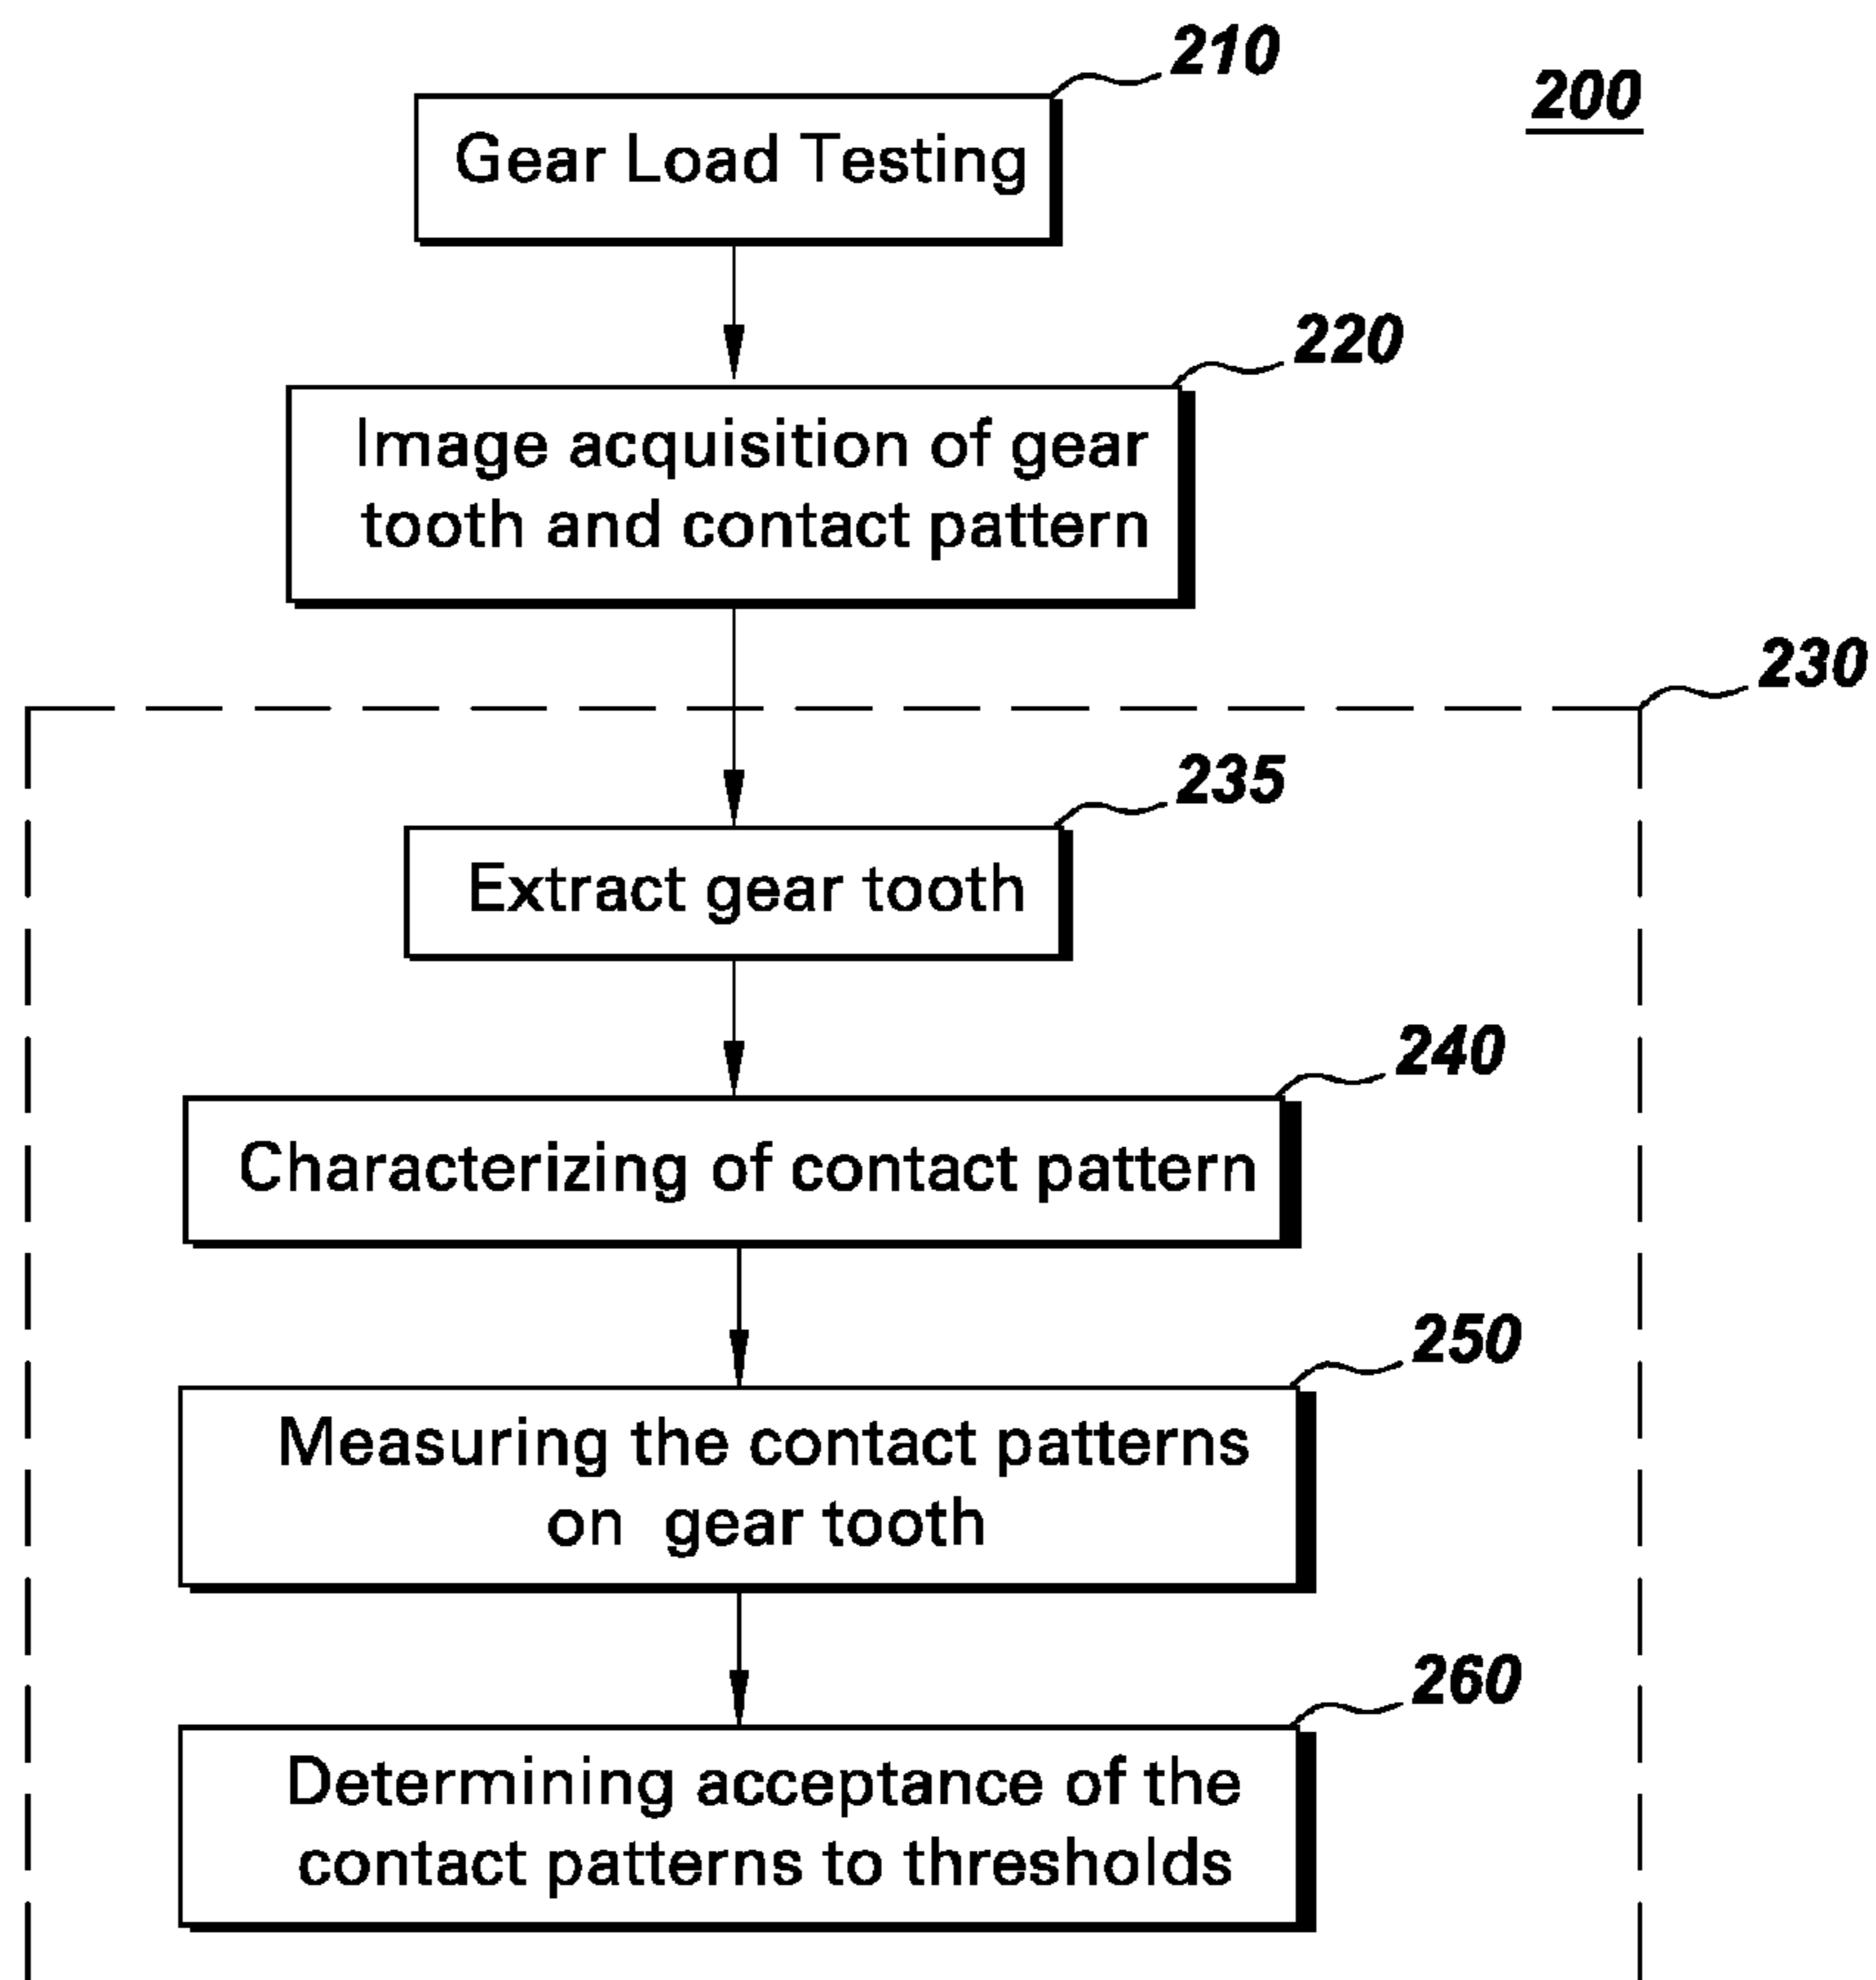 210
200
Gear Load Testing
220
Image acquisition of gear
tooth and contact pattern
230
235
Extract gear tooth
240
Characterizing of contact pattern
250
Measuring the contact patterns
on gear tooth
260
Determining acceptance of the
contact patterns to thresholds